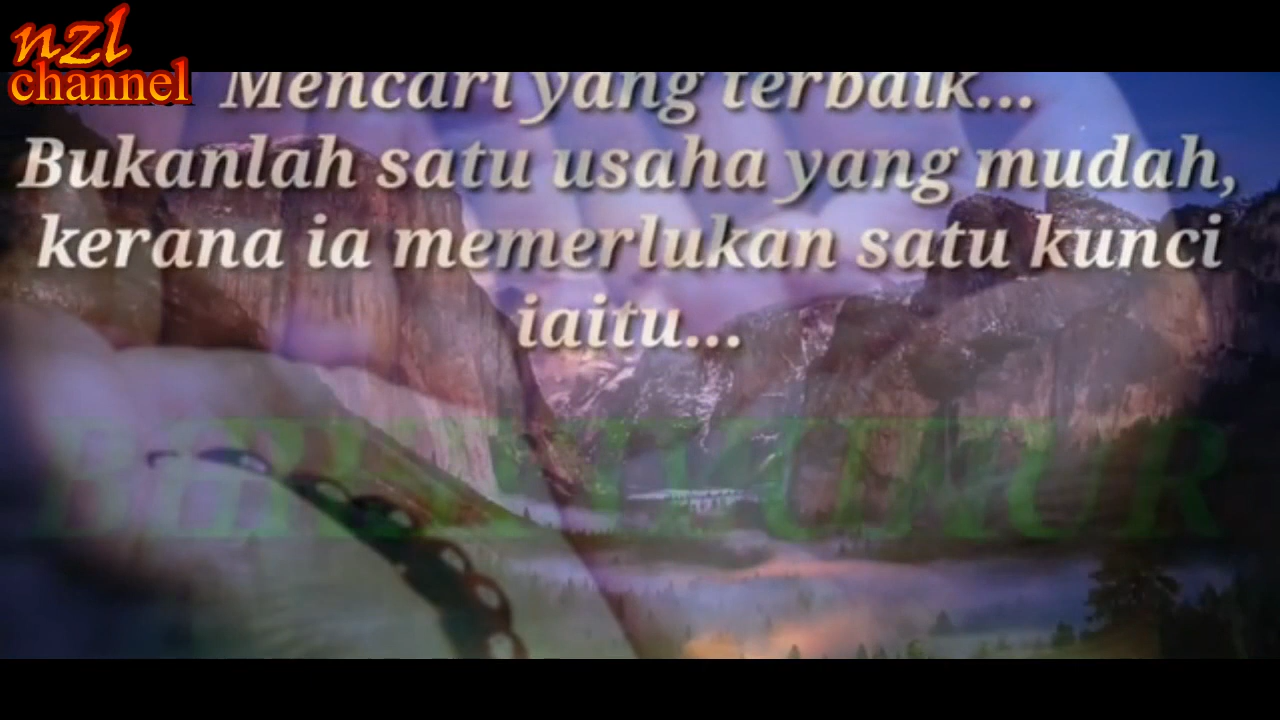 nzl
channel
Mencari yang terbaik...
Bukanlah satu usaha yang mudah,
kerana ia memerlukan satu kunci
iaitu...